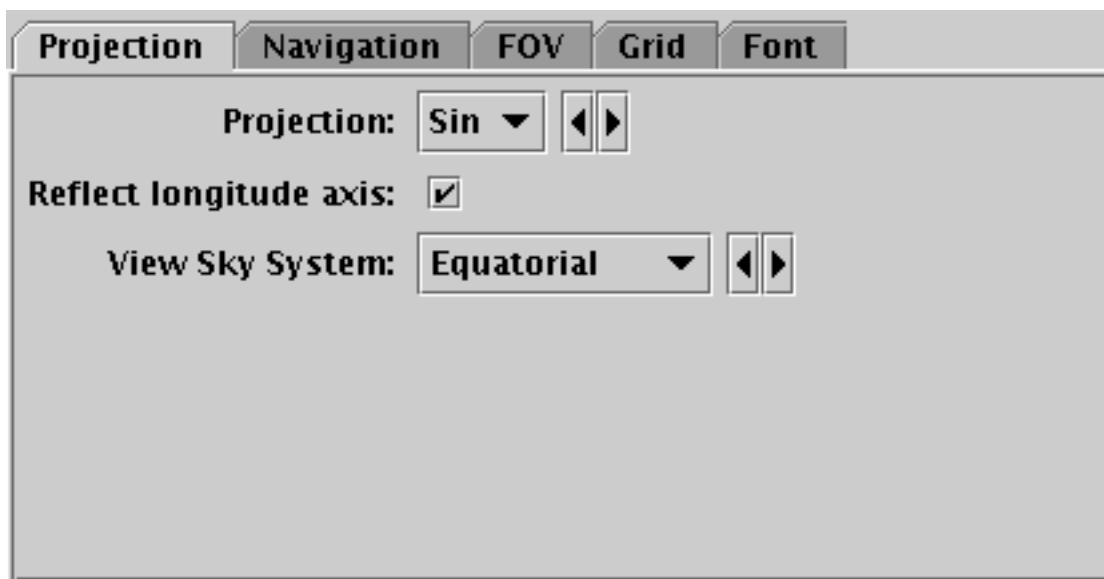 Projection Navigation FOV Grid Font
Projection: Sin
Reflect longitude axis:
View Sky System: Equatorial